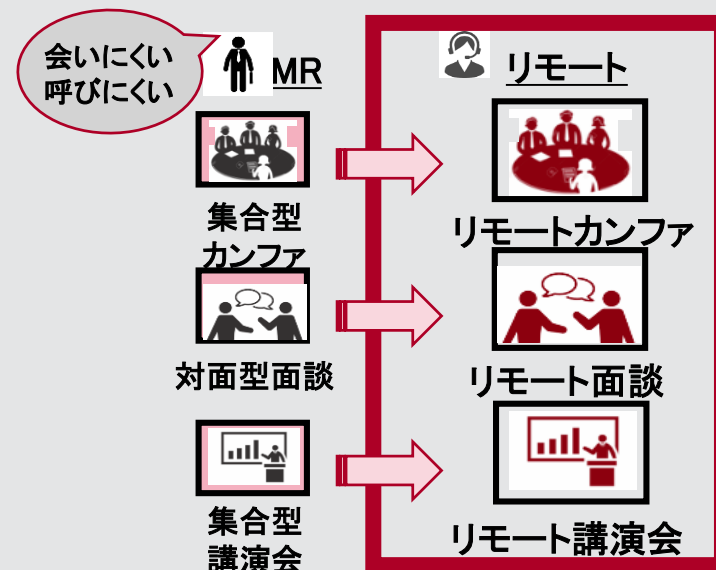 会いにくい
呼びにくい
MR
リモート
集合型
カンファ
リモートカンファ
対面型面談
リモート面談
集合型
講演会
リモート講演会